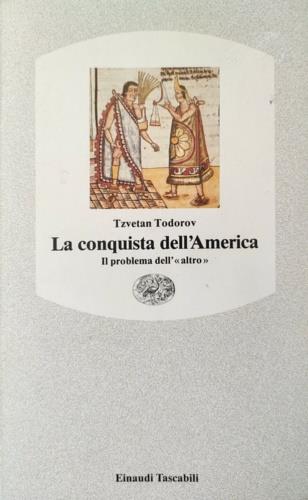 Tzvetan Todorov
La conquista dell'America
Il problema dell'«altro»
Einaudi Tascabili